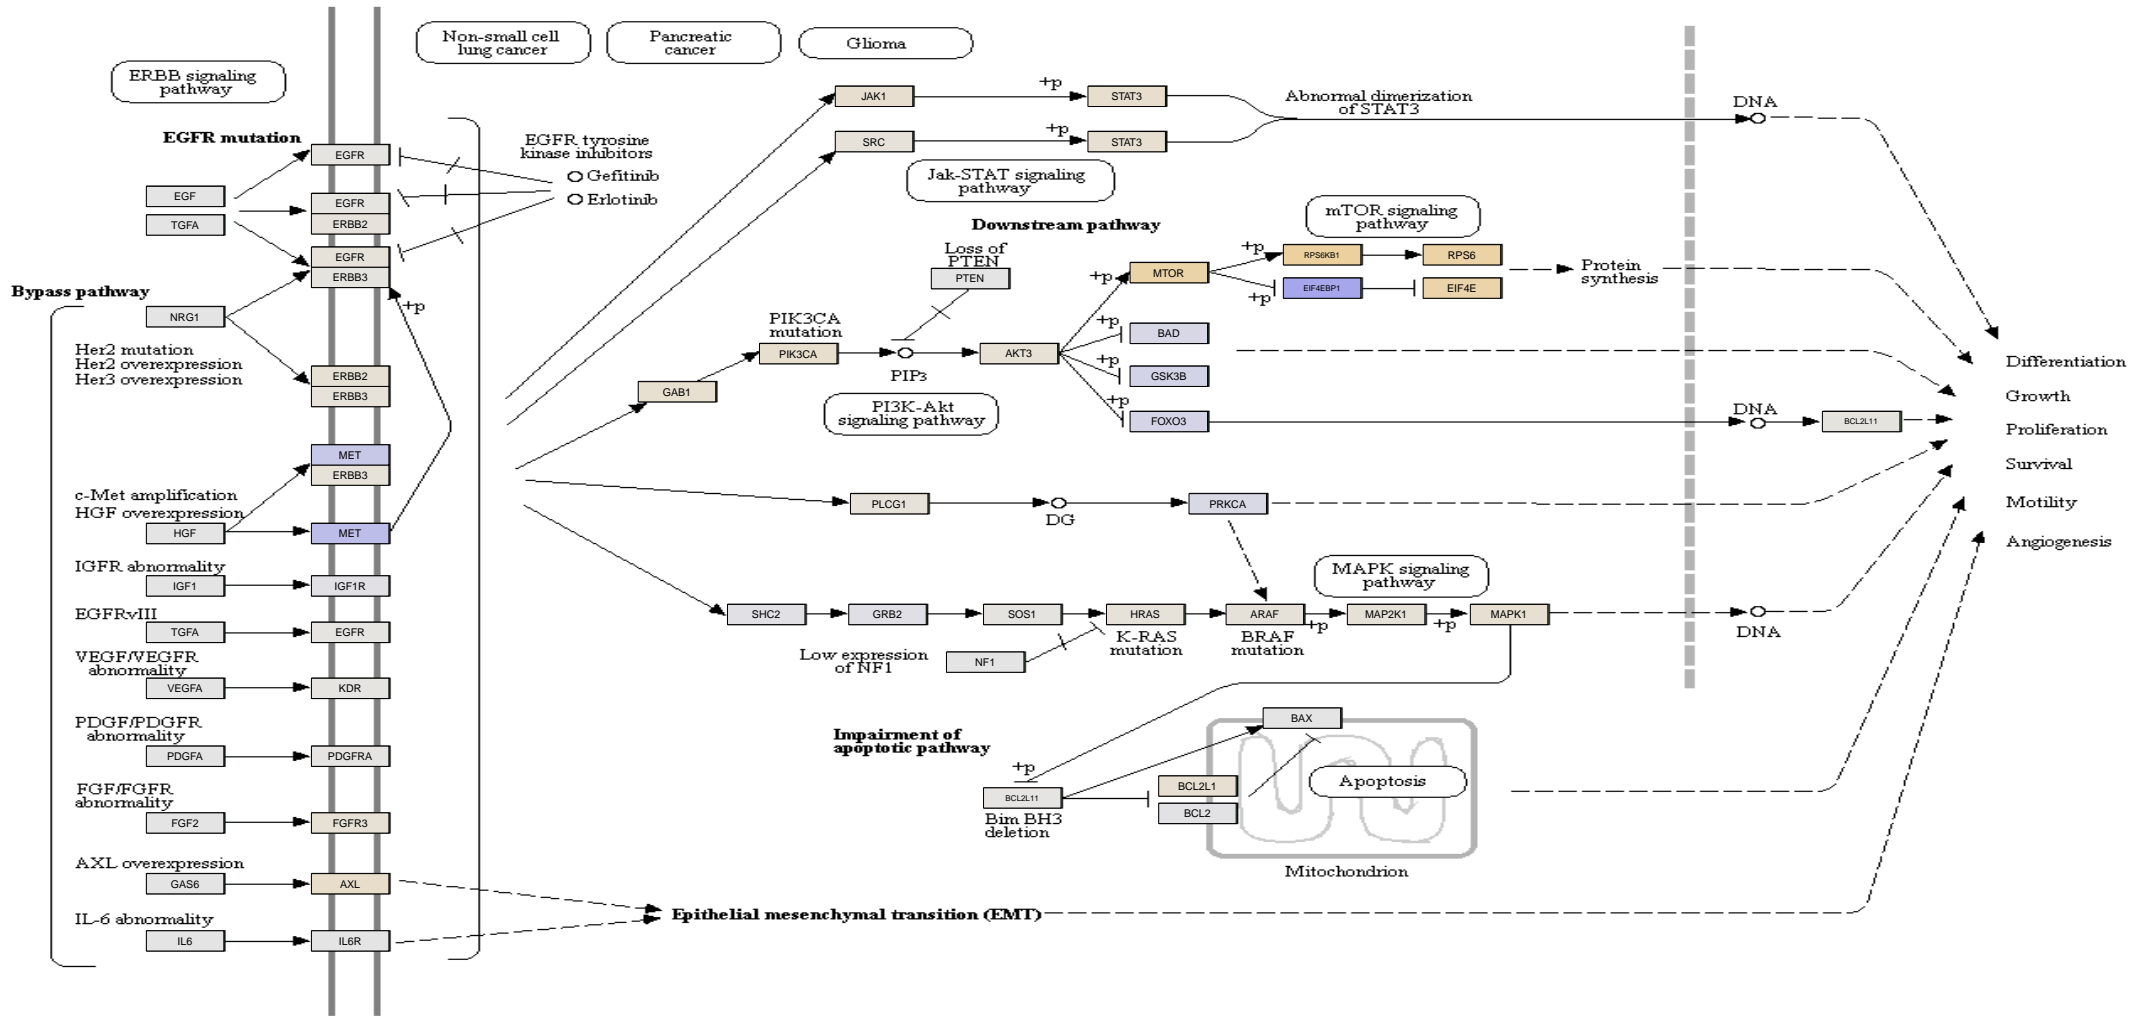 Non-small cell
lung cancer
Pancreatic
cancer
Glioma
ERBB signaling
pathway
EGFR mutation
EGFR
EGF
EGFR
TGFA
ERBB2
EGFR
ERBB3
EGFR tyrosine
kinase inhibitors
Gefitinib
Erlotinib
JAK1
+p
STAT3
SRC
+p
STAT3
Abnormal dimerization
of STAT3
DNA
Jak-STAT signaling
pathway
Downstream pathway
mTOR signaling
pathway
Loss of
PTEN
PTEN
+p
MTOR
+p
RPS6KB1
RPS6
+p
EIF4EBP1
EIF4E
Protein
synthesis
Bypass pathway
NRG1
+p
Her2 mutation
Her2 overexpression
Her3 overexpression
ERBB2
ERBB3
PIK3CA
mutation
PIK3CA
PIP3
AKT3
+p
BAD
+p
GSK3B
+p
FOXO3
GAB1
PI3K-Akt
signaling pathway
DNA
BCL2L11
Differentiation
Growth
Proliferation
Survival
Motility
Angiogenesis
MET
ERBB3
c-Met amplification
HGF overexpression
HGF
MET
PLCG1
DG
PRKCA
IGFR abnormality
IGF1
IGF1R
MAPK signaling
pathway
SHC2
GRB2
SOS1
HRAS
ARAF
+p
MAP2K1
+p
MAPK1
DNA
K-RAS
mutation
BRAF
mutation
Low expression
of NF1
NF1
EGFRvIII
TGFA
EGFR
VEGF/VEGFR
abnormality
VEGFA
KDR
PDGF/PDGFR
abnormality
PDGFA
PDGFRA
Impairment of
apoptotic pathway
BAX
+p
BCL2L11
Bim BH3
deletion
BCL2L1
BCL2
Apoptosis
Mitochondrion
FGF/FGFR
abnormality
FGF2
FGFR3
AXL overexpression
GAS6
AXL
IL-6 abnormality
IL6
IL6R
Epithelial mesenchymal transition (EMT)